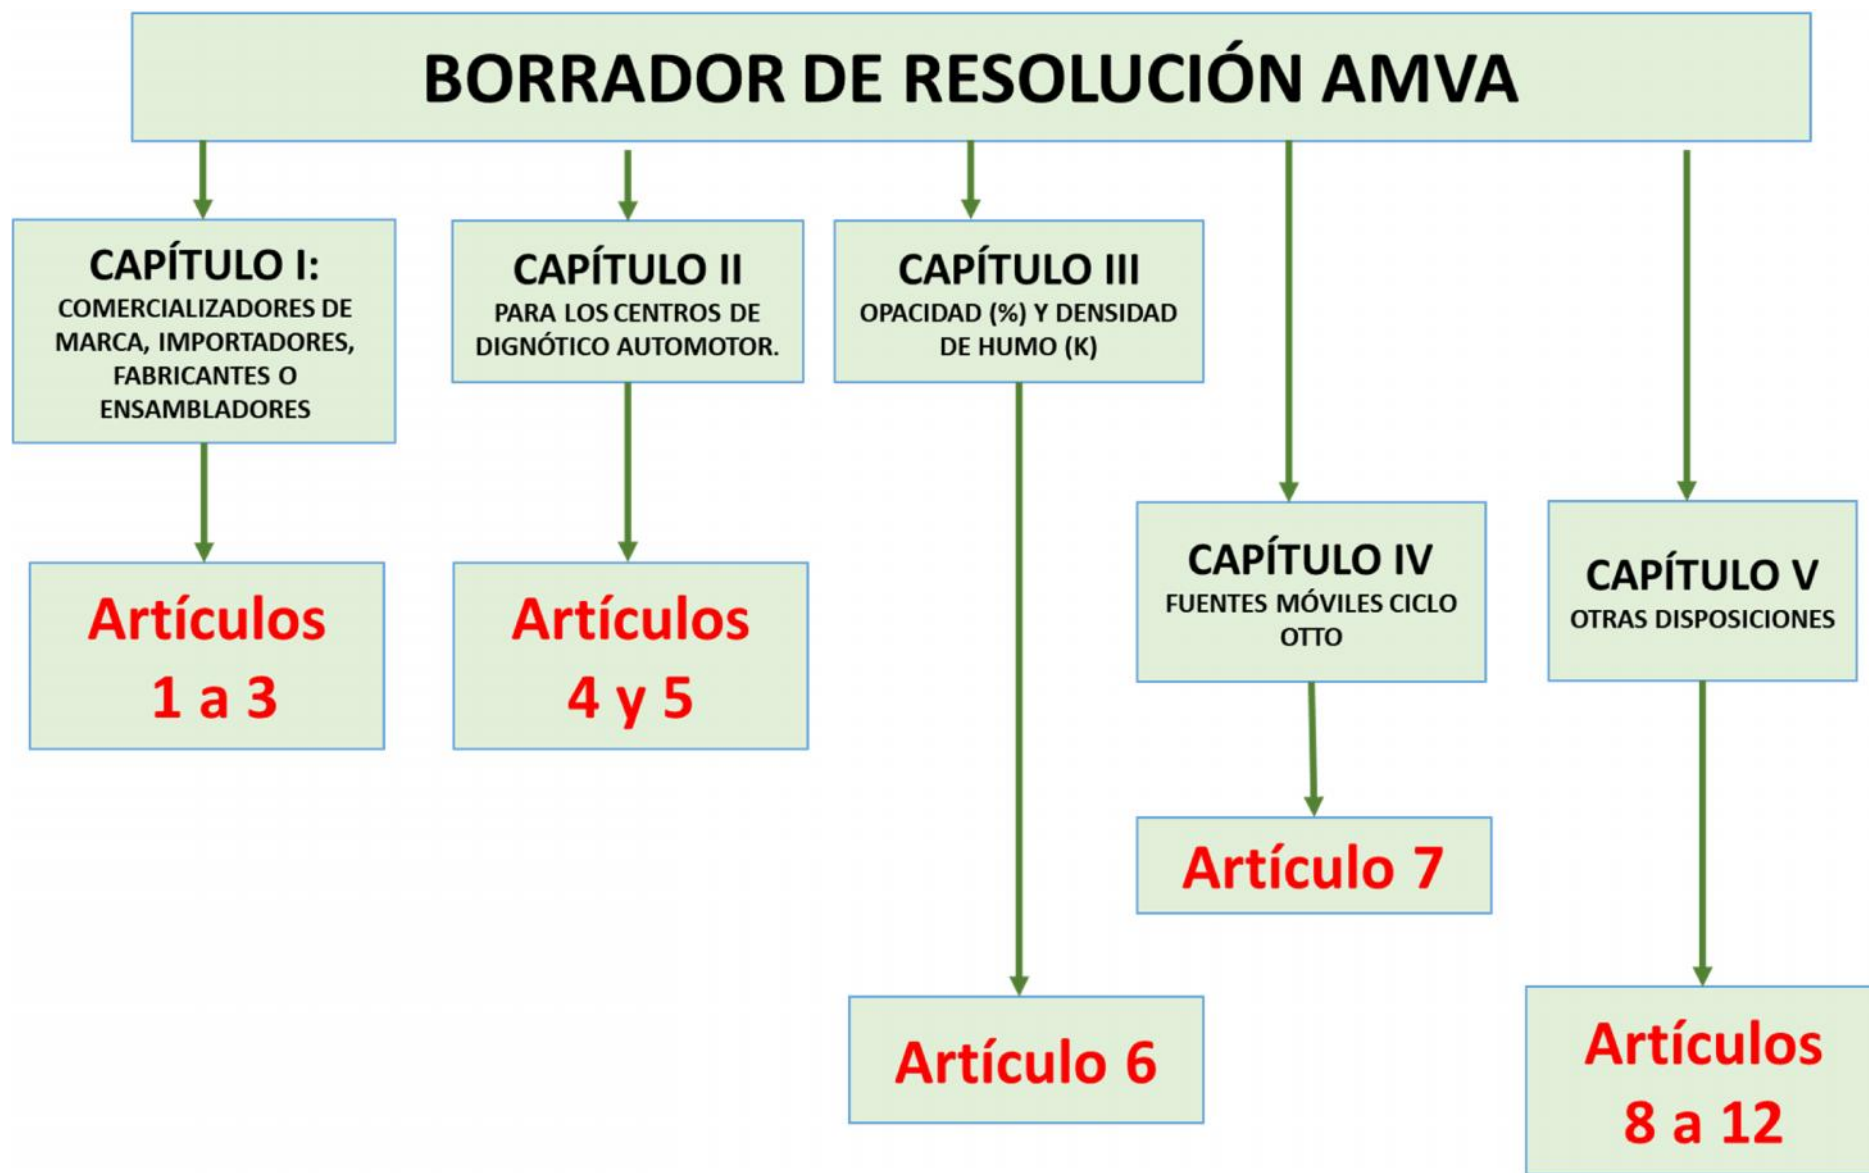 BORRADOR DE RESOLUCIÓN AMVA
CAPÍTULO I:
COMERCIALIZADORES DE
MARCA, IMPORTADORES,
FABRICANTES O
ENSAMBLADORES
Artículos
1 a 3
CAPÍTULO II
PARA LOS CENTROS DE
DIGNÓTICO AUTOMOTOR.
Artículos
4 y 5
CAPÍTULO III
OPACIDAD (%) Y DENSIDAD
DE HUMO (K)
Artículo 6
CAPÍTULO IV
FUENTES MÓVILES CICLO
OTTO
Artículo 7
CAPÍTULO V
OTRAS DISPOSICIONES
Artículos
8 a 12